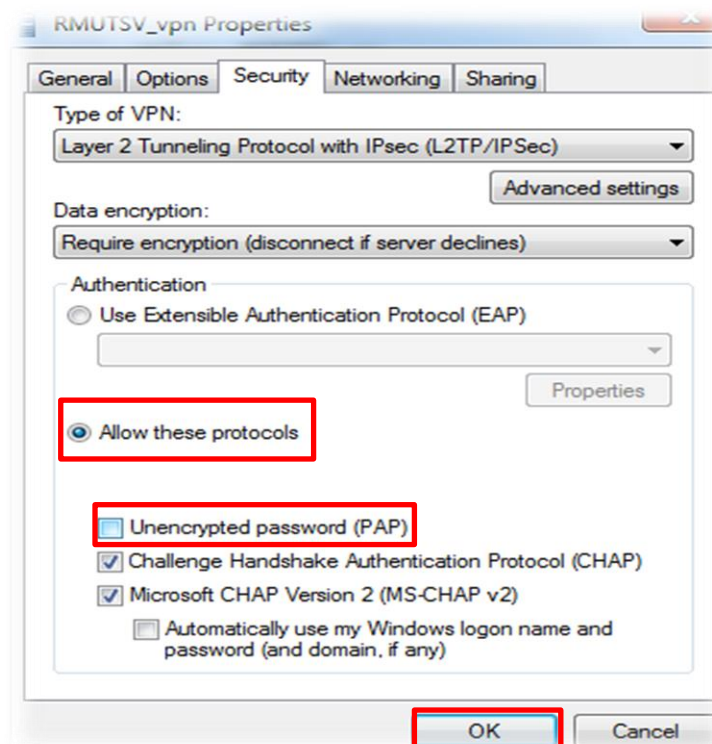 RMUTSV_vpn Properties
General Options Security Networking Sharing
Type of VPN:
Layer 2 Tunneling Protocol with IPsec (L2TP/IPSec)
Advanced settings
Data encryption:
Require encryption (disconnect if server declines)
Authentication
Use Extensible Authentication Protocol (EAP)
Properties
Allow these protocols
Unencrypted password (PAP)
Challenge Handshake Authentication Protocol (CHAP)
Microsoft CHAP Version 2 (MS-CHAP v2)
Automatically use my Windows logon name and
password (and domain, if any)
OK Cancel